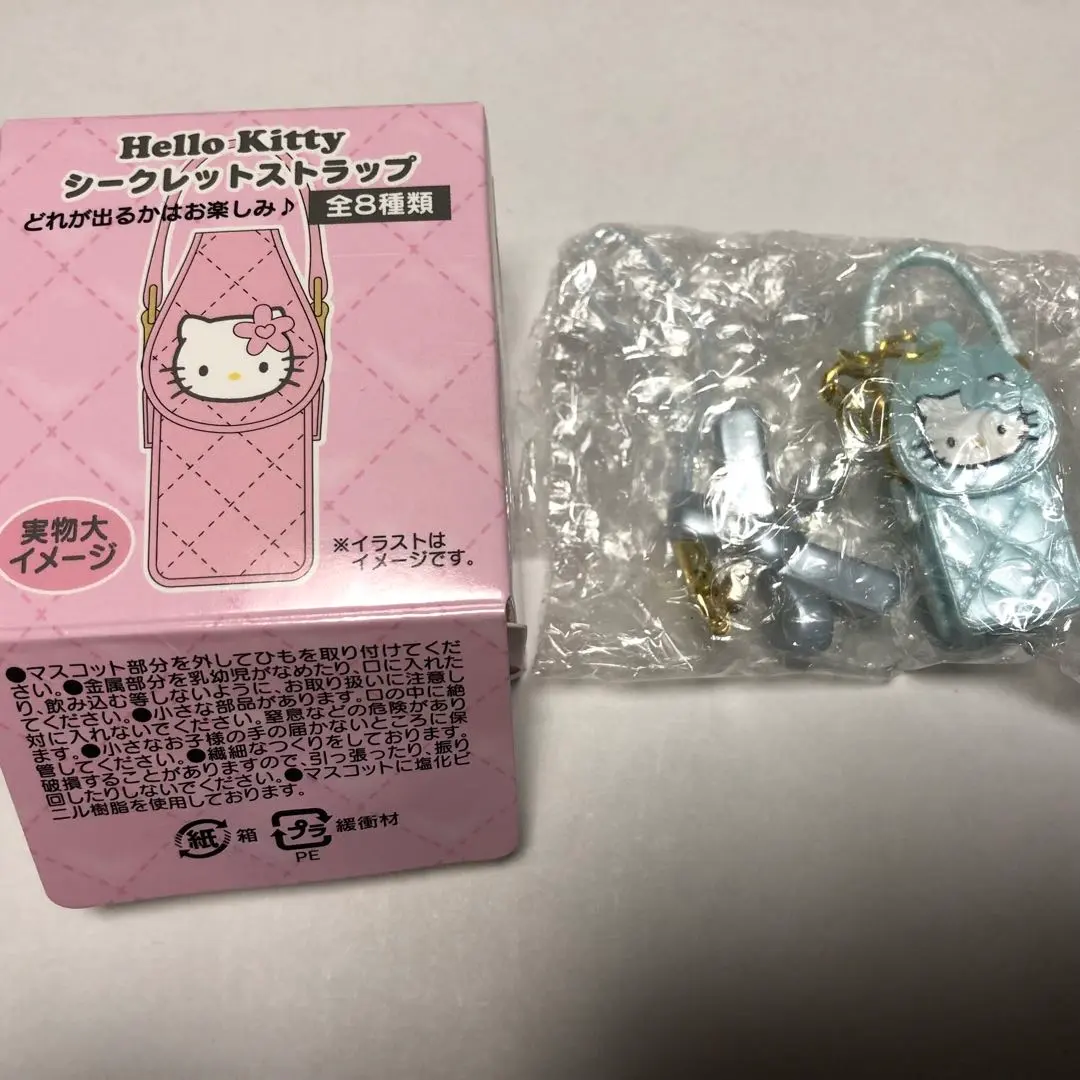 Hello Kitty
シークレットストラップ
どれが出るかはお楽しみ♪ 全8種類
実物大
イメージ
※イラストは
イメージです。
●マスコット部分を外してひもを取り付けてくだ
さい。●金属部分を乳幼児がなめたり、口に入れた
り、飲み込む等しないように、お取り扱いに注意し
てください。●小さな部品があります。口の中に絶
対に入れないでください。窒息などの危険があり
ます。●小さなお子様の手の届かないところに保
管してください。●繊細なつくりをしております。
破損することがありますので、引っ張ったり、振り
回したりしないでください。●マスコットに塩化ビ
ニル樹脂を使用しております。
紙 箱 プラ 緩衝材
PE